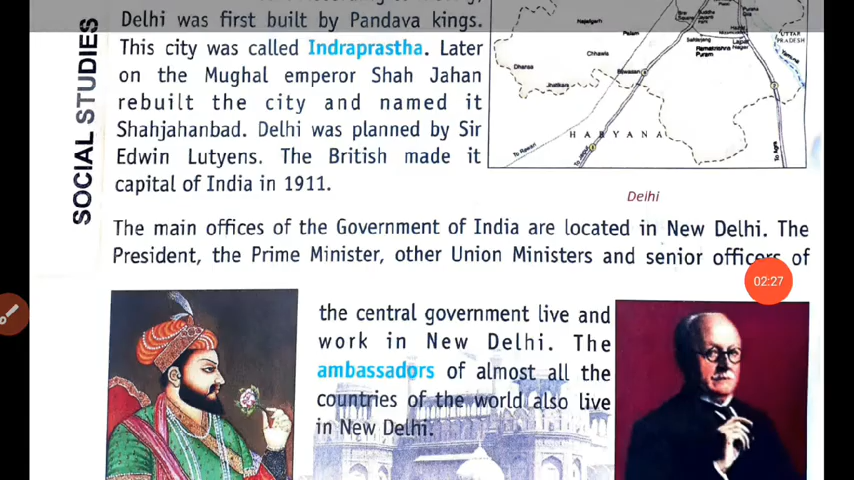 Delhi was first built by Pandava kings.
This city was called Indraprastha. Later
on the Mughal emperor Shah Jahan
rebuilt the city and named it
Shahjahanbad. Delhi was planned by Sir
Edwin Lutyens. The British made it
capital of India in 1911.
SOCIAL STUDIES
Najafgarh
Palam
Chhawla
Dhansa
Jhatikara
Bijwasan
Ramakrishna
Puram
UTTAR
PRADESH
HARYANA
To Rewari
To Jaipur
To Agra
Delhi
The main offices of the Government of India are located in New Delhi. The
President, the Prime Minister, other Union Ministers and senior officers of
02:27
the central government live and
work in New Delhi. The
ambassadors of almost all the
countries of the world also live
in New Delhi.